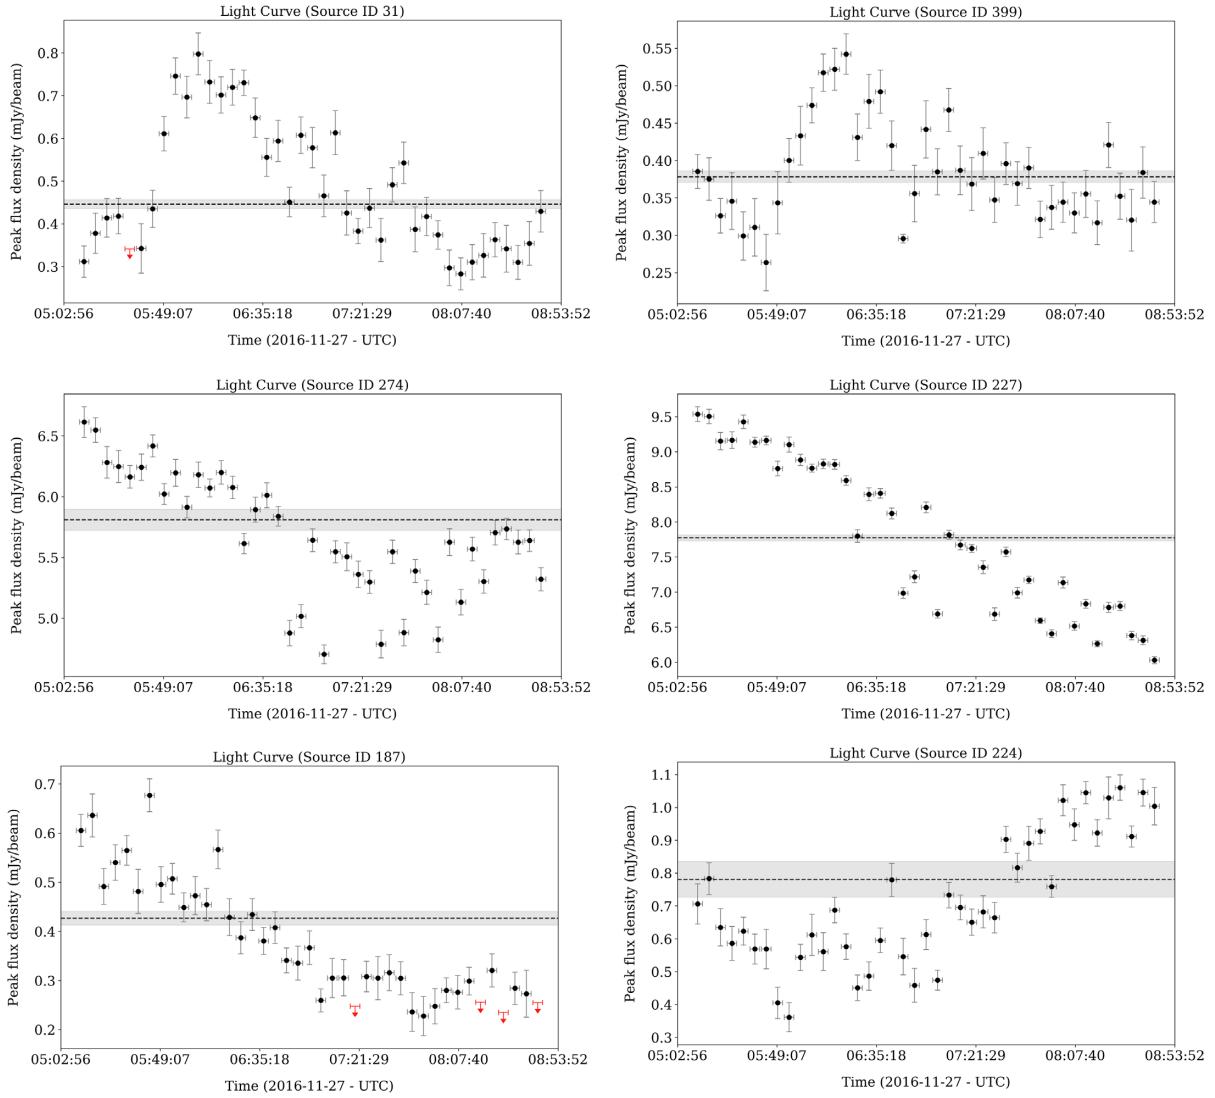 Light Curve (Source ID 31)
Peak flux density (mJy/beam)
0.8
0.7
0.6
0.5
0.4
0.3
05:02:56 05:49:07 06:35:18 07:21:29 08:07:40 08:53:52
Time (2016-11-27 - UTC)
Light Curve (Source ID 399)
Peak flux density (mJy/beam)
0.55
0.50
0.45
0.40
0.35
0.30
0.25
05:02:56 05:49:07 06:35:18 07:21:29 08:07:40 08:53:52
Time (2016-11-27 - UTC)
Light Curve (Source ID 274)
Peak flux density (mJy/beam)
6.5
6.0
5.5
5.0
05:02:56 05:49:07 06:35:18 07:21:29 08:07:40 08:53:52
Time (2016-11-27 - UTC)
Light Curve (Source ID 227)
Peak flux density (mJy/beam)
9.5
9.0
8.5
8.0
7.5
7.0
6.5
6.0
05:02:56 05:49:07 06:35:18 07:21:29 08:07:40 08:53:52
Time (2016-11-27 - UTC)
Light Curve (Source ID 187)
Peak flux density (mJy/beam)
0.7
0.6
0.5
0.4
0.3
0.2
05:02:56 05:49:07 06:35:18 07:21:29 08:07:40 08:53:52
Time (2016-11-27 - UTC)
Light Curve (Source ID 224)
Peak flux density (mJy/beam)
1.1
1.0
0.9
0.8
0.7
0.6
0.5
0.4
0.3
05:02:56 05:49:07 06:35:18 07:21:29 08:07:40 08:53:52
Time (2016-11-27 - UTC)